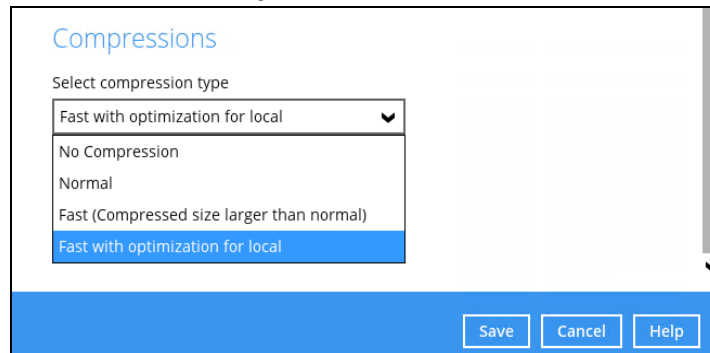 Compressions
Select compression type
Fast with optimization for local
No Compression
Normal
Fast (Compressed size larger than normal)
Fast with optimization for local
Save Cancel Help